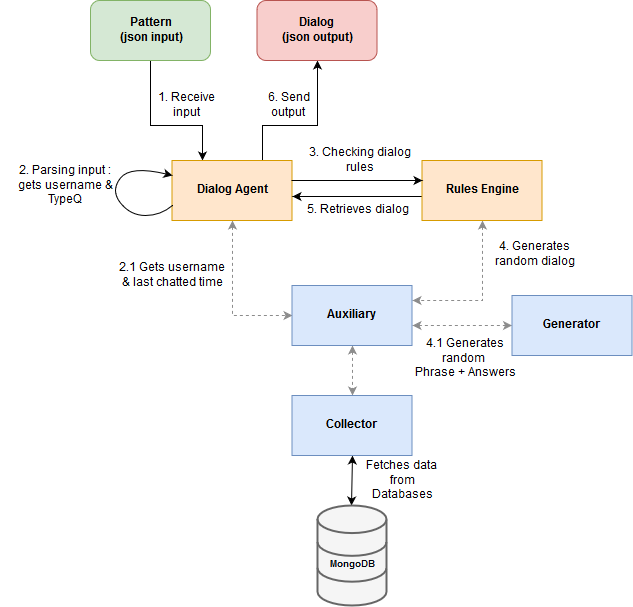 Pattern
(json input)
Dialog
(json output)
1. Receive
input
6. Send
output
2. Parsing input :
gets username &
TypeQ
Dialog Agent
3. Checking dialog
rules
5. Retrieves dialog
Rules Engine
2.1 Gets username
& last chatted time
4. Generates
random dialog
Auxiliary
Generator
4.1 Generates
random
Phrase + Answers
Collector
Fetches data
from
Databases
MongoDB